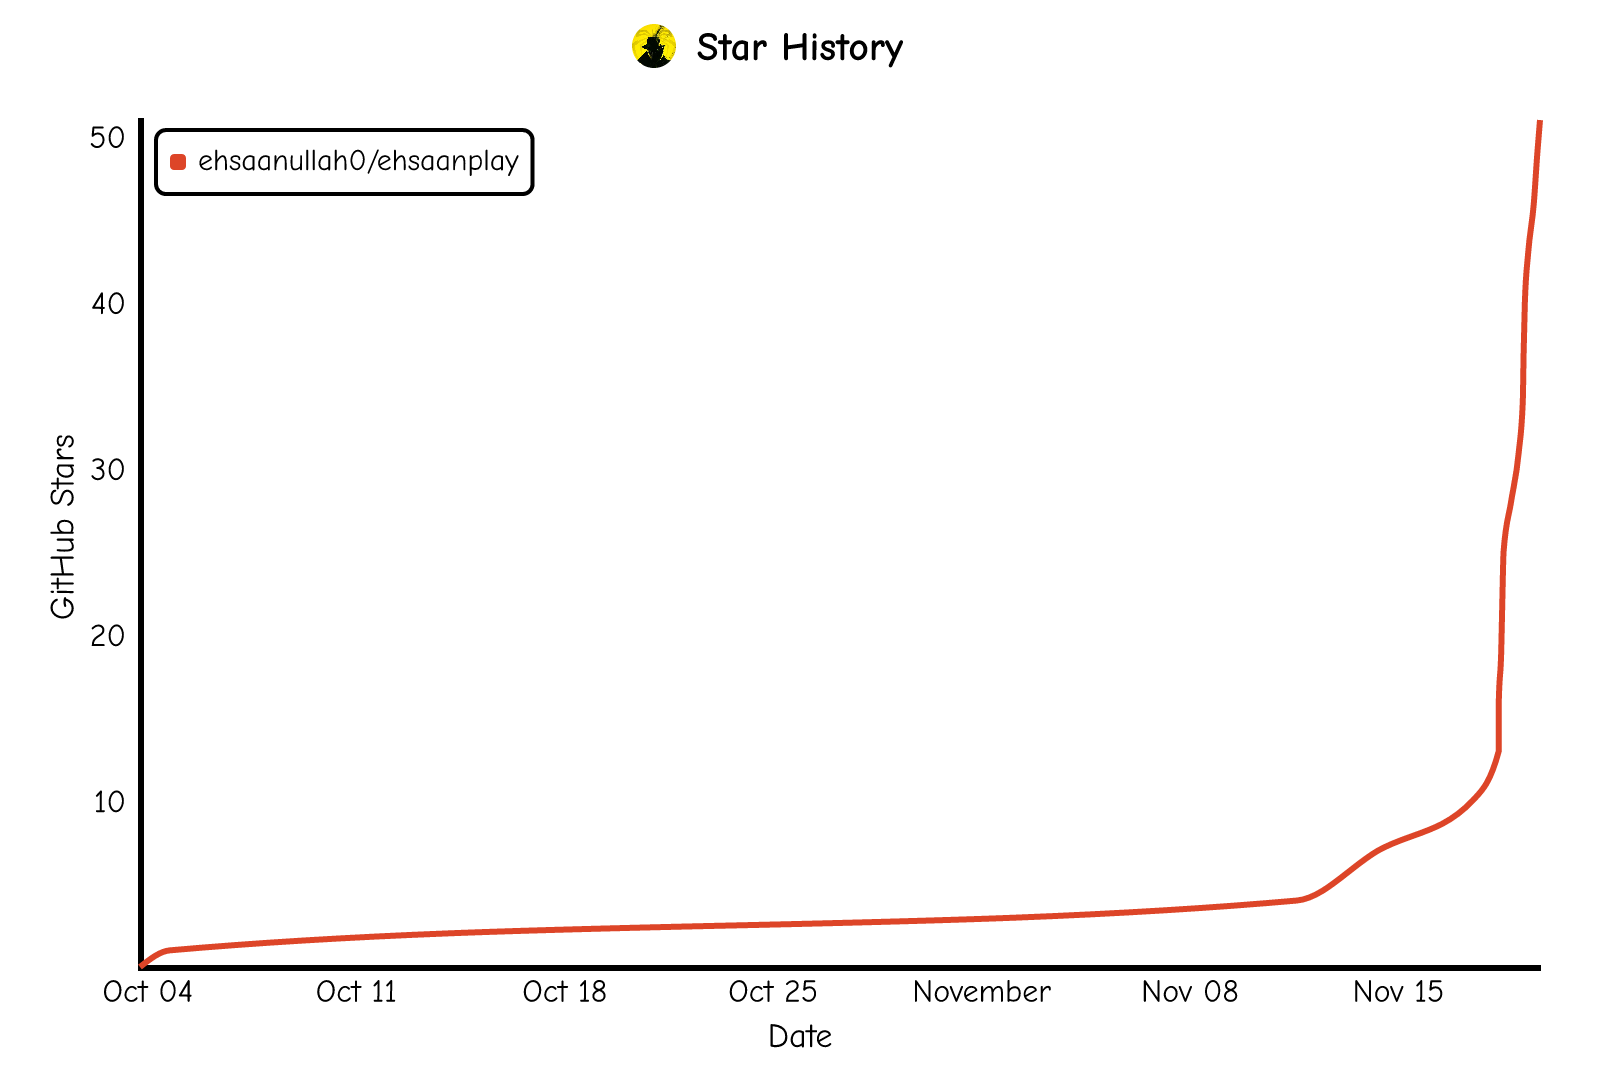 Star History
ehsaanullah0/ehsaanplay
50
40
30
20
10
GitHub Stars
Oct 04
Oct 11
Oct 18
Oct 25
November
Nov 08
Nov 15
Date